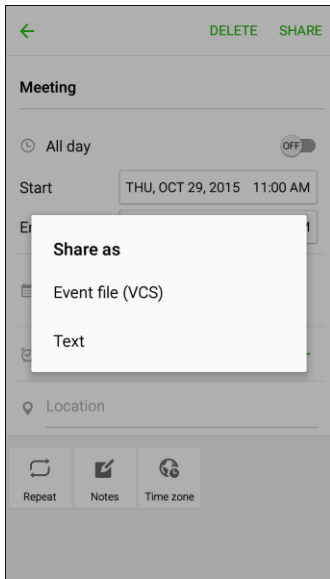 DELETE SHARE
Meeting
All day OFF
Start THU, OCT 29, 2015 11:00 AM
Share as
Event file (VCS)
Text
Location
Repeat Notes Time zone